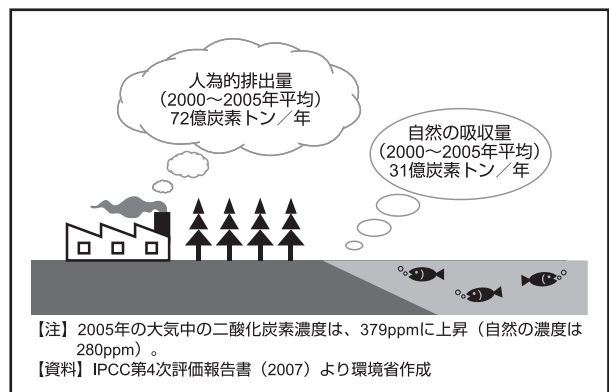 人為的排出量
（2000～2005年平均）
72億炭素トン／年
自然の吸収量
（2000～2005年平均）
31億炭素トン／年
【注】2005年の大気中の二酸化炭素濃度は、379ppmに上昇（自然の濃度は
280ppm）。
【資料】IPCC第4次評価報告書（2007）より環境省作成